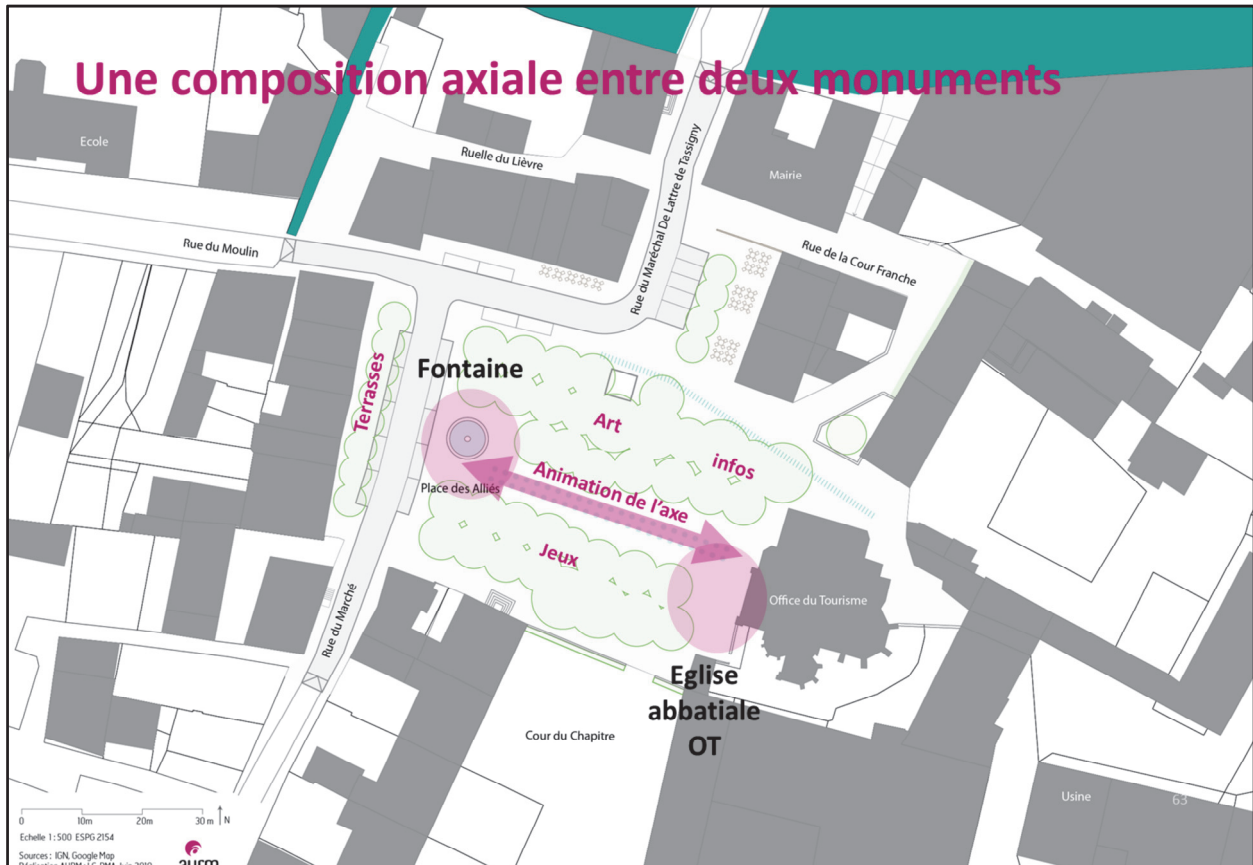 Une composition axiale entre deux monuments
Ecole
Ruelle du Lièvre
Rue du Maréchal De Lattre de Tassigny
Mairie
Rue du Moulin
Rue de la Cour Franche
Terrasses
Fontaine
Art
infos
Animation de l'axe
Place des Alliés
Jeux
Rue du Marché
Office du Tourisme
Eglise
abbatiale
OT
Cour du Chapitre
Usine
63
0 10m 20m 30 m N
Echelle 1:500 ESPG 2154
Sources : IGN, Google Map
aurm